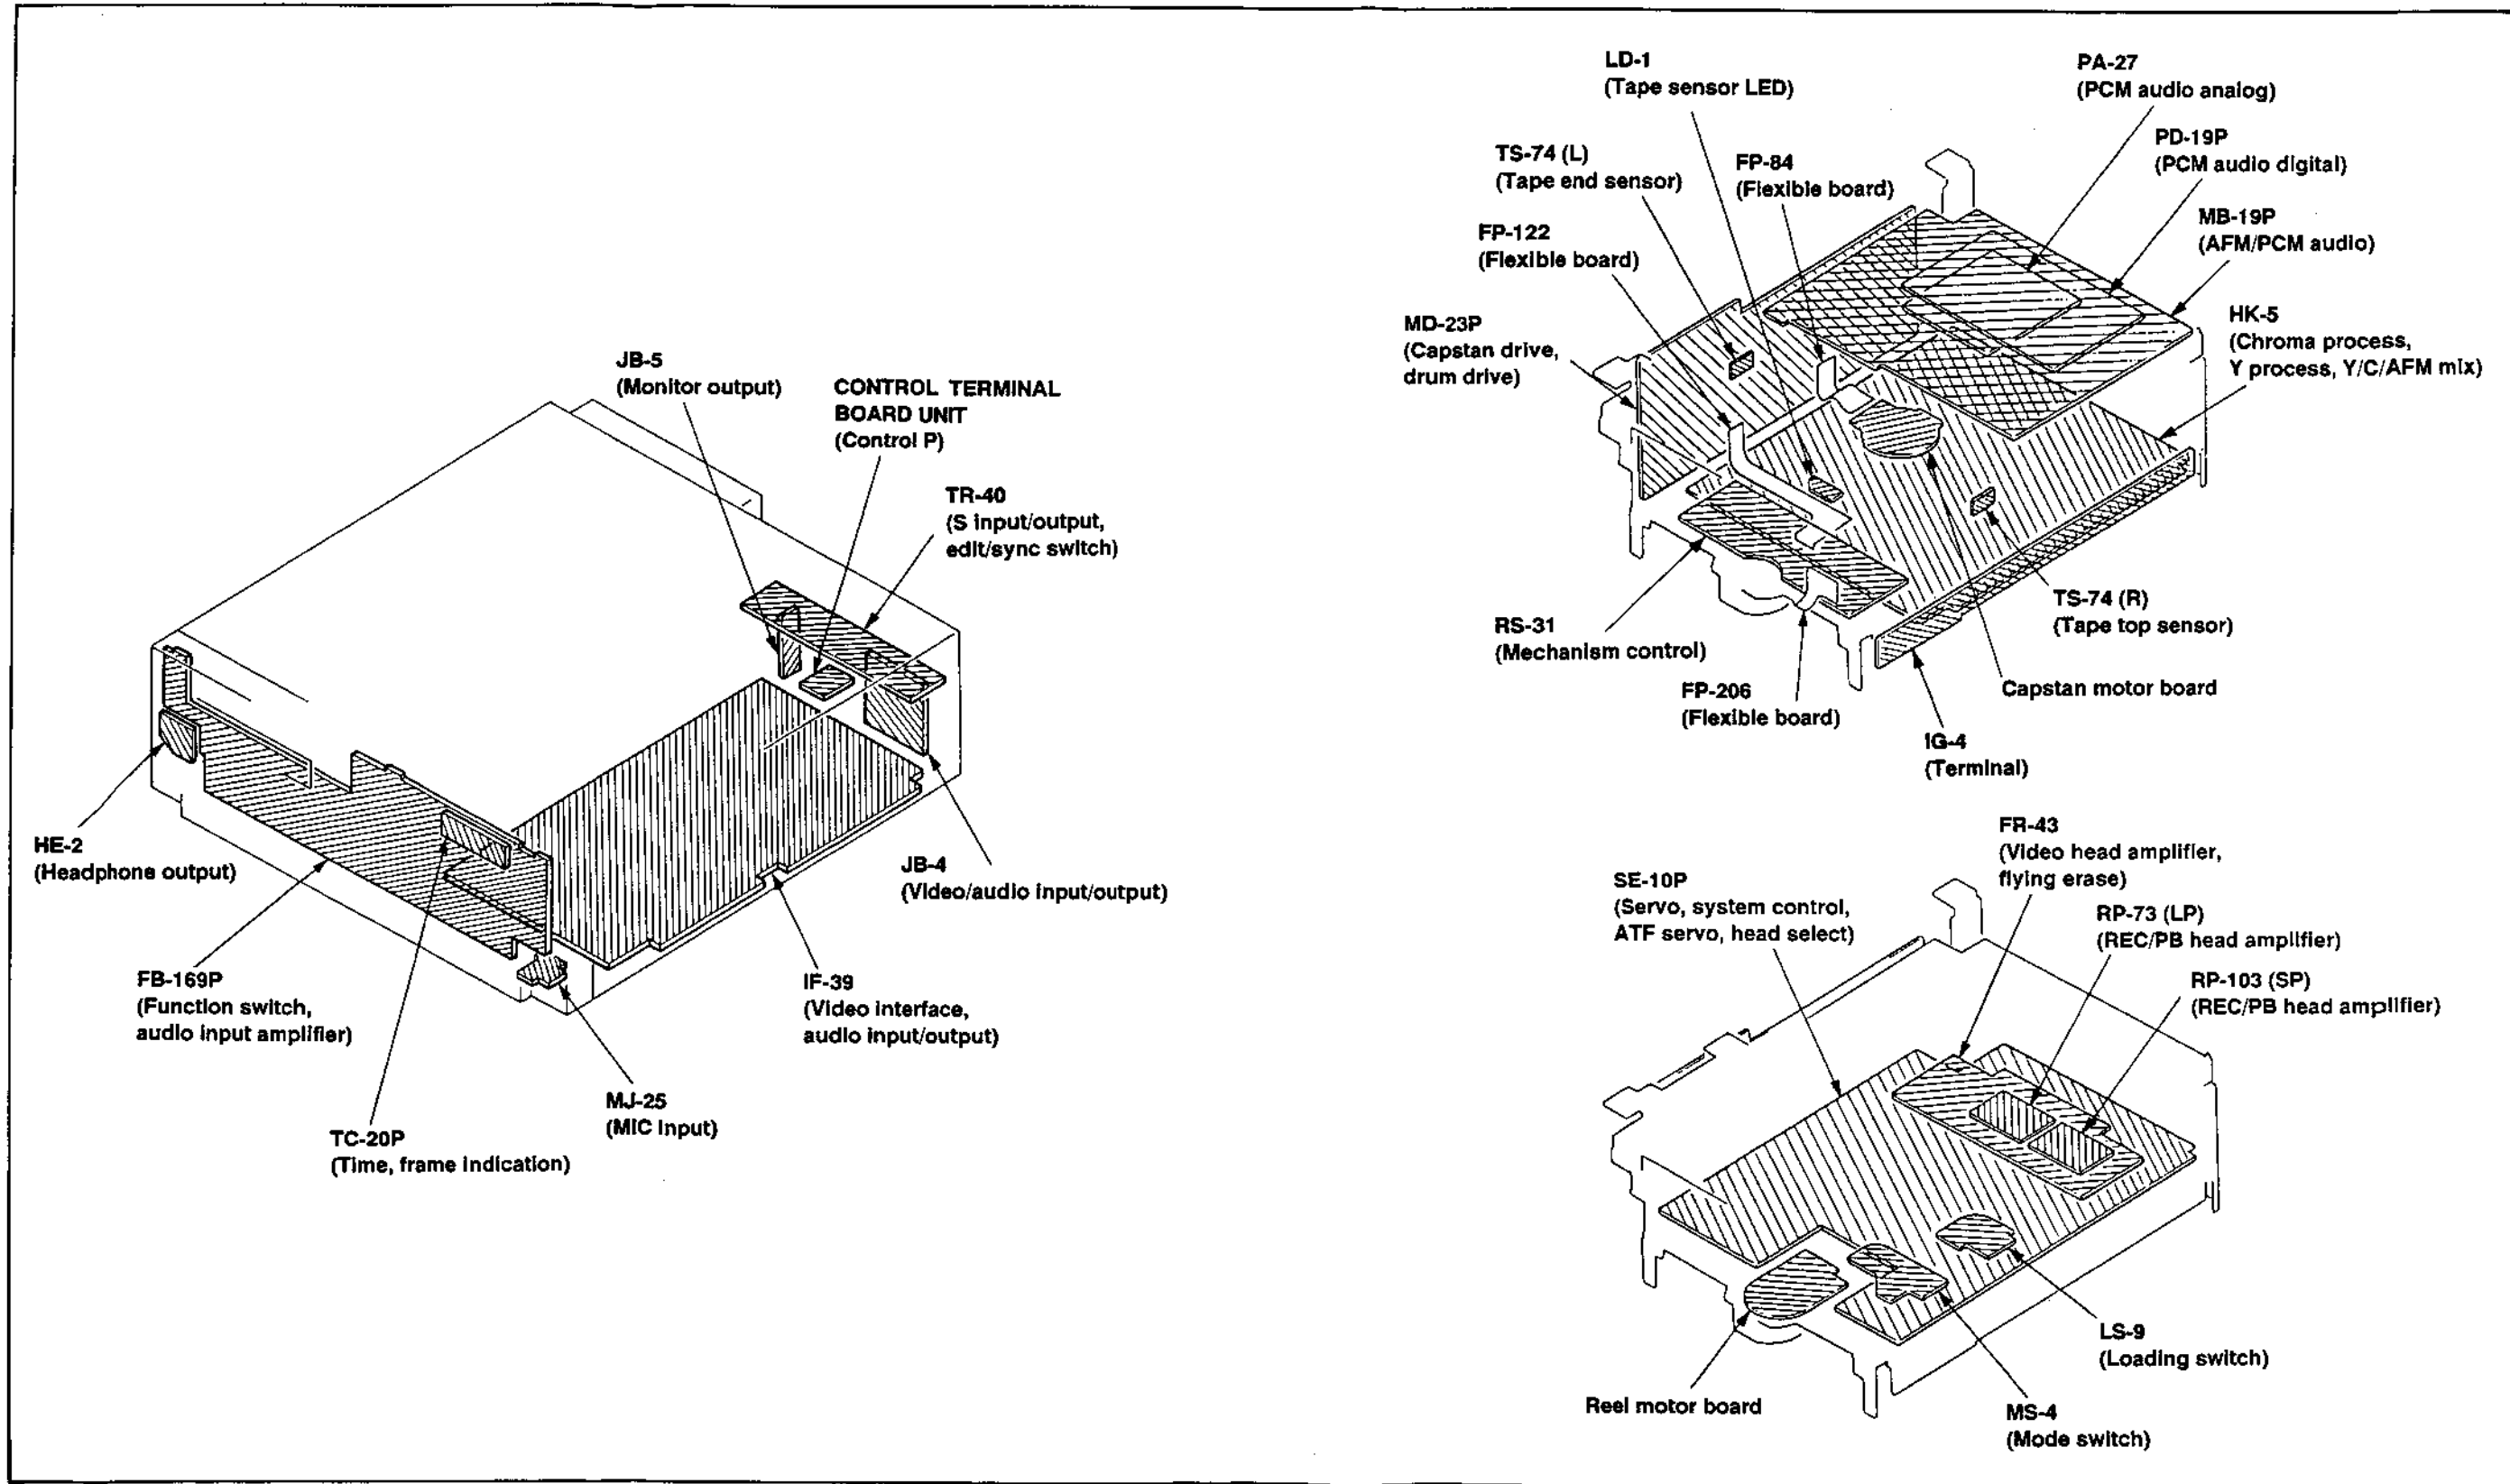 JB-5
(Monitor output)
CONTROL TERMINAL
BOARD UNIT
(Control P)
TR-40
(S input/output,
edit/sync switch)
HE-2
(Headphone output)
JB-4
(Video/audio input/output)
FB-169P
(Function switch,
audio input amplifier)
IF-39
(Video interface,
audio input/output)
MJ-25
(MIC input)
TC-20P
(Time, frame indication)
LD-1
(Tape sensor LED)
PA-27
(PCM audio analog)
PD-19P
(PCM audio digital)
TS-74 (L)
(Tape end sensor)
FP-84
(Flexible board)
MB-19P
(AFM/PCM audio)
FP-122
(Flexible board)
HK-5
(Chroma process,
Y process, Y/C/AFM mix)
MD-23P
(Capstan drive,
drum drive)
TS-74 (R)
(Tape top sensor)
RS-31
(Mechanism control)
FP-206
(Flexible board)
Capstan motor board
IG-4
(Terminal)
FR-43
(Video head amplifier,
flying erase)
SE-10P
(Servo, system control,
ATF servo, head select)
RP-73 (LP)
(REC/PB head amplifier)
RP-103 (SP)
(REC/PB head amplifier)
LS-9
(Loading switch)
Reel motor board
MS-4
(Mode switch)